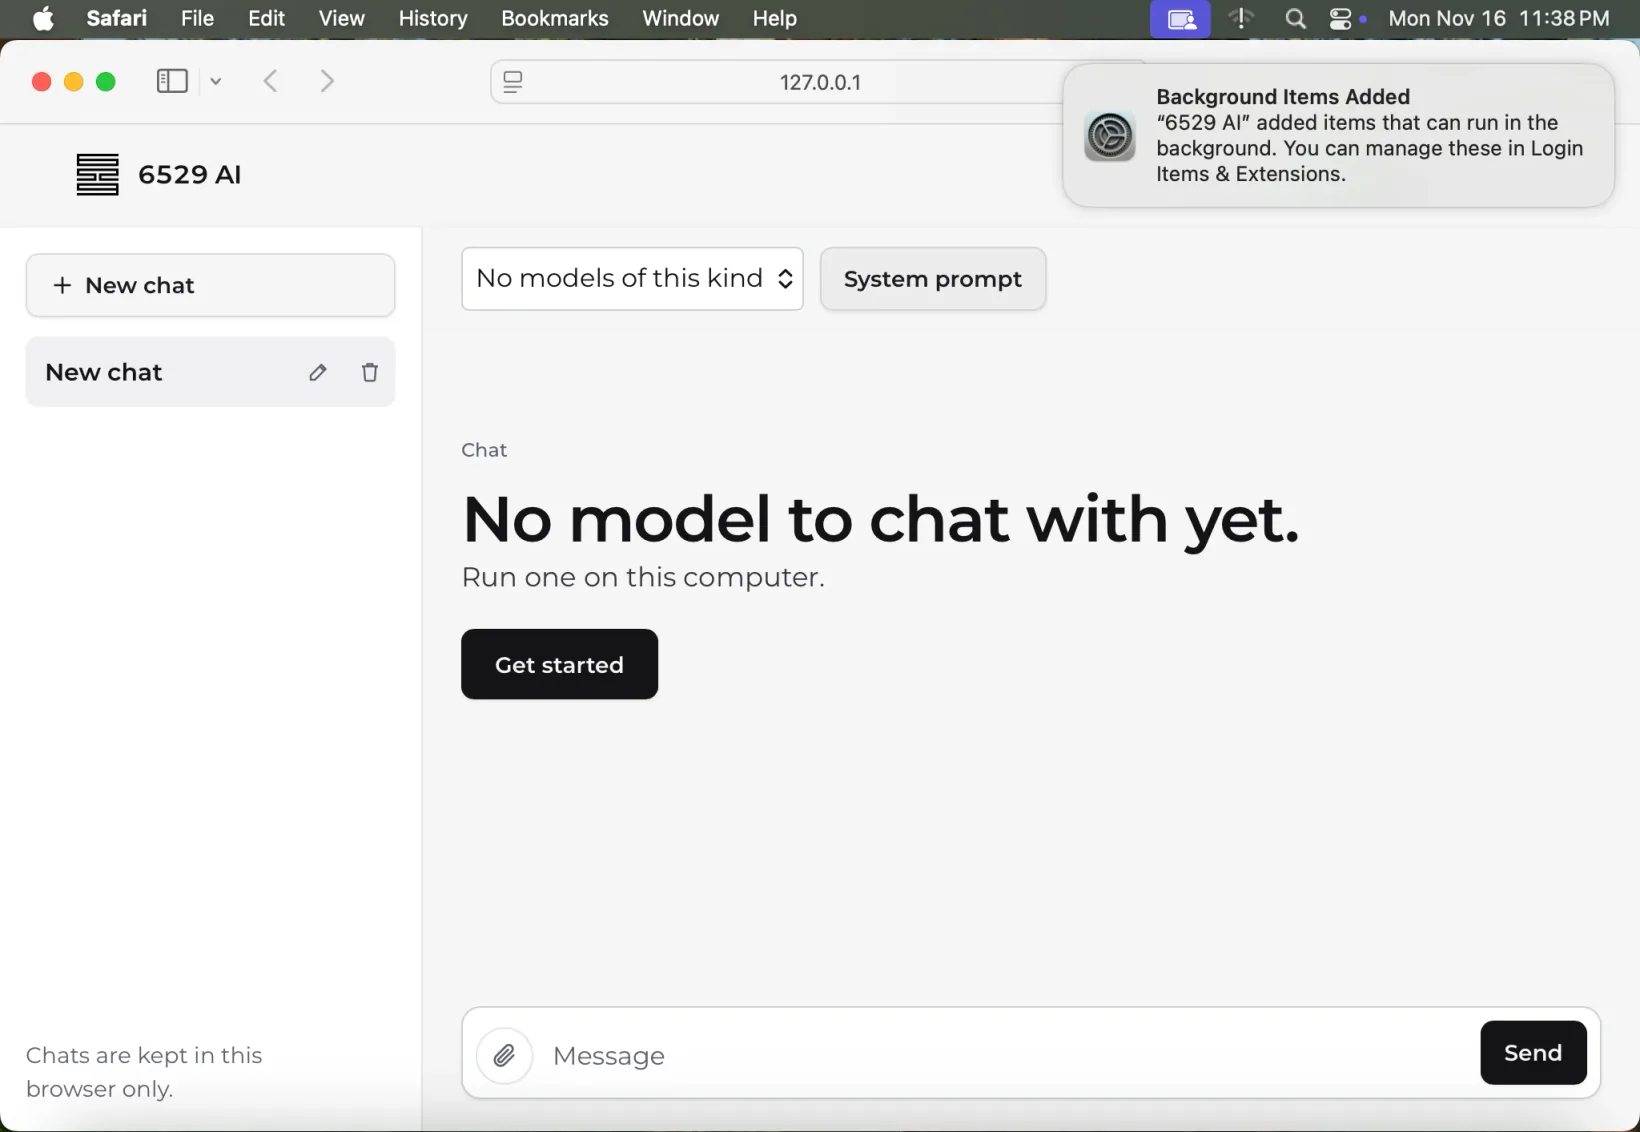 Safari File Edit View History Bookmarks Window Help Mon Nov 16 11:38 PM
127.0.0.1
Background Items Added
“6529 AI” added items that can run in the
background. You can manage these in Login
Items & Extensions.
6529 AI
+ New chat
New chat
No models of this kind
System prompt
Chat
No model to chat with yet.
Run one on this computer.
Get started
Chats are kept in this
browser only.
Message
Send